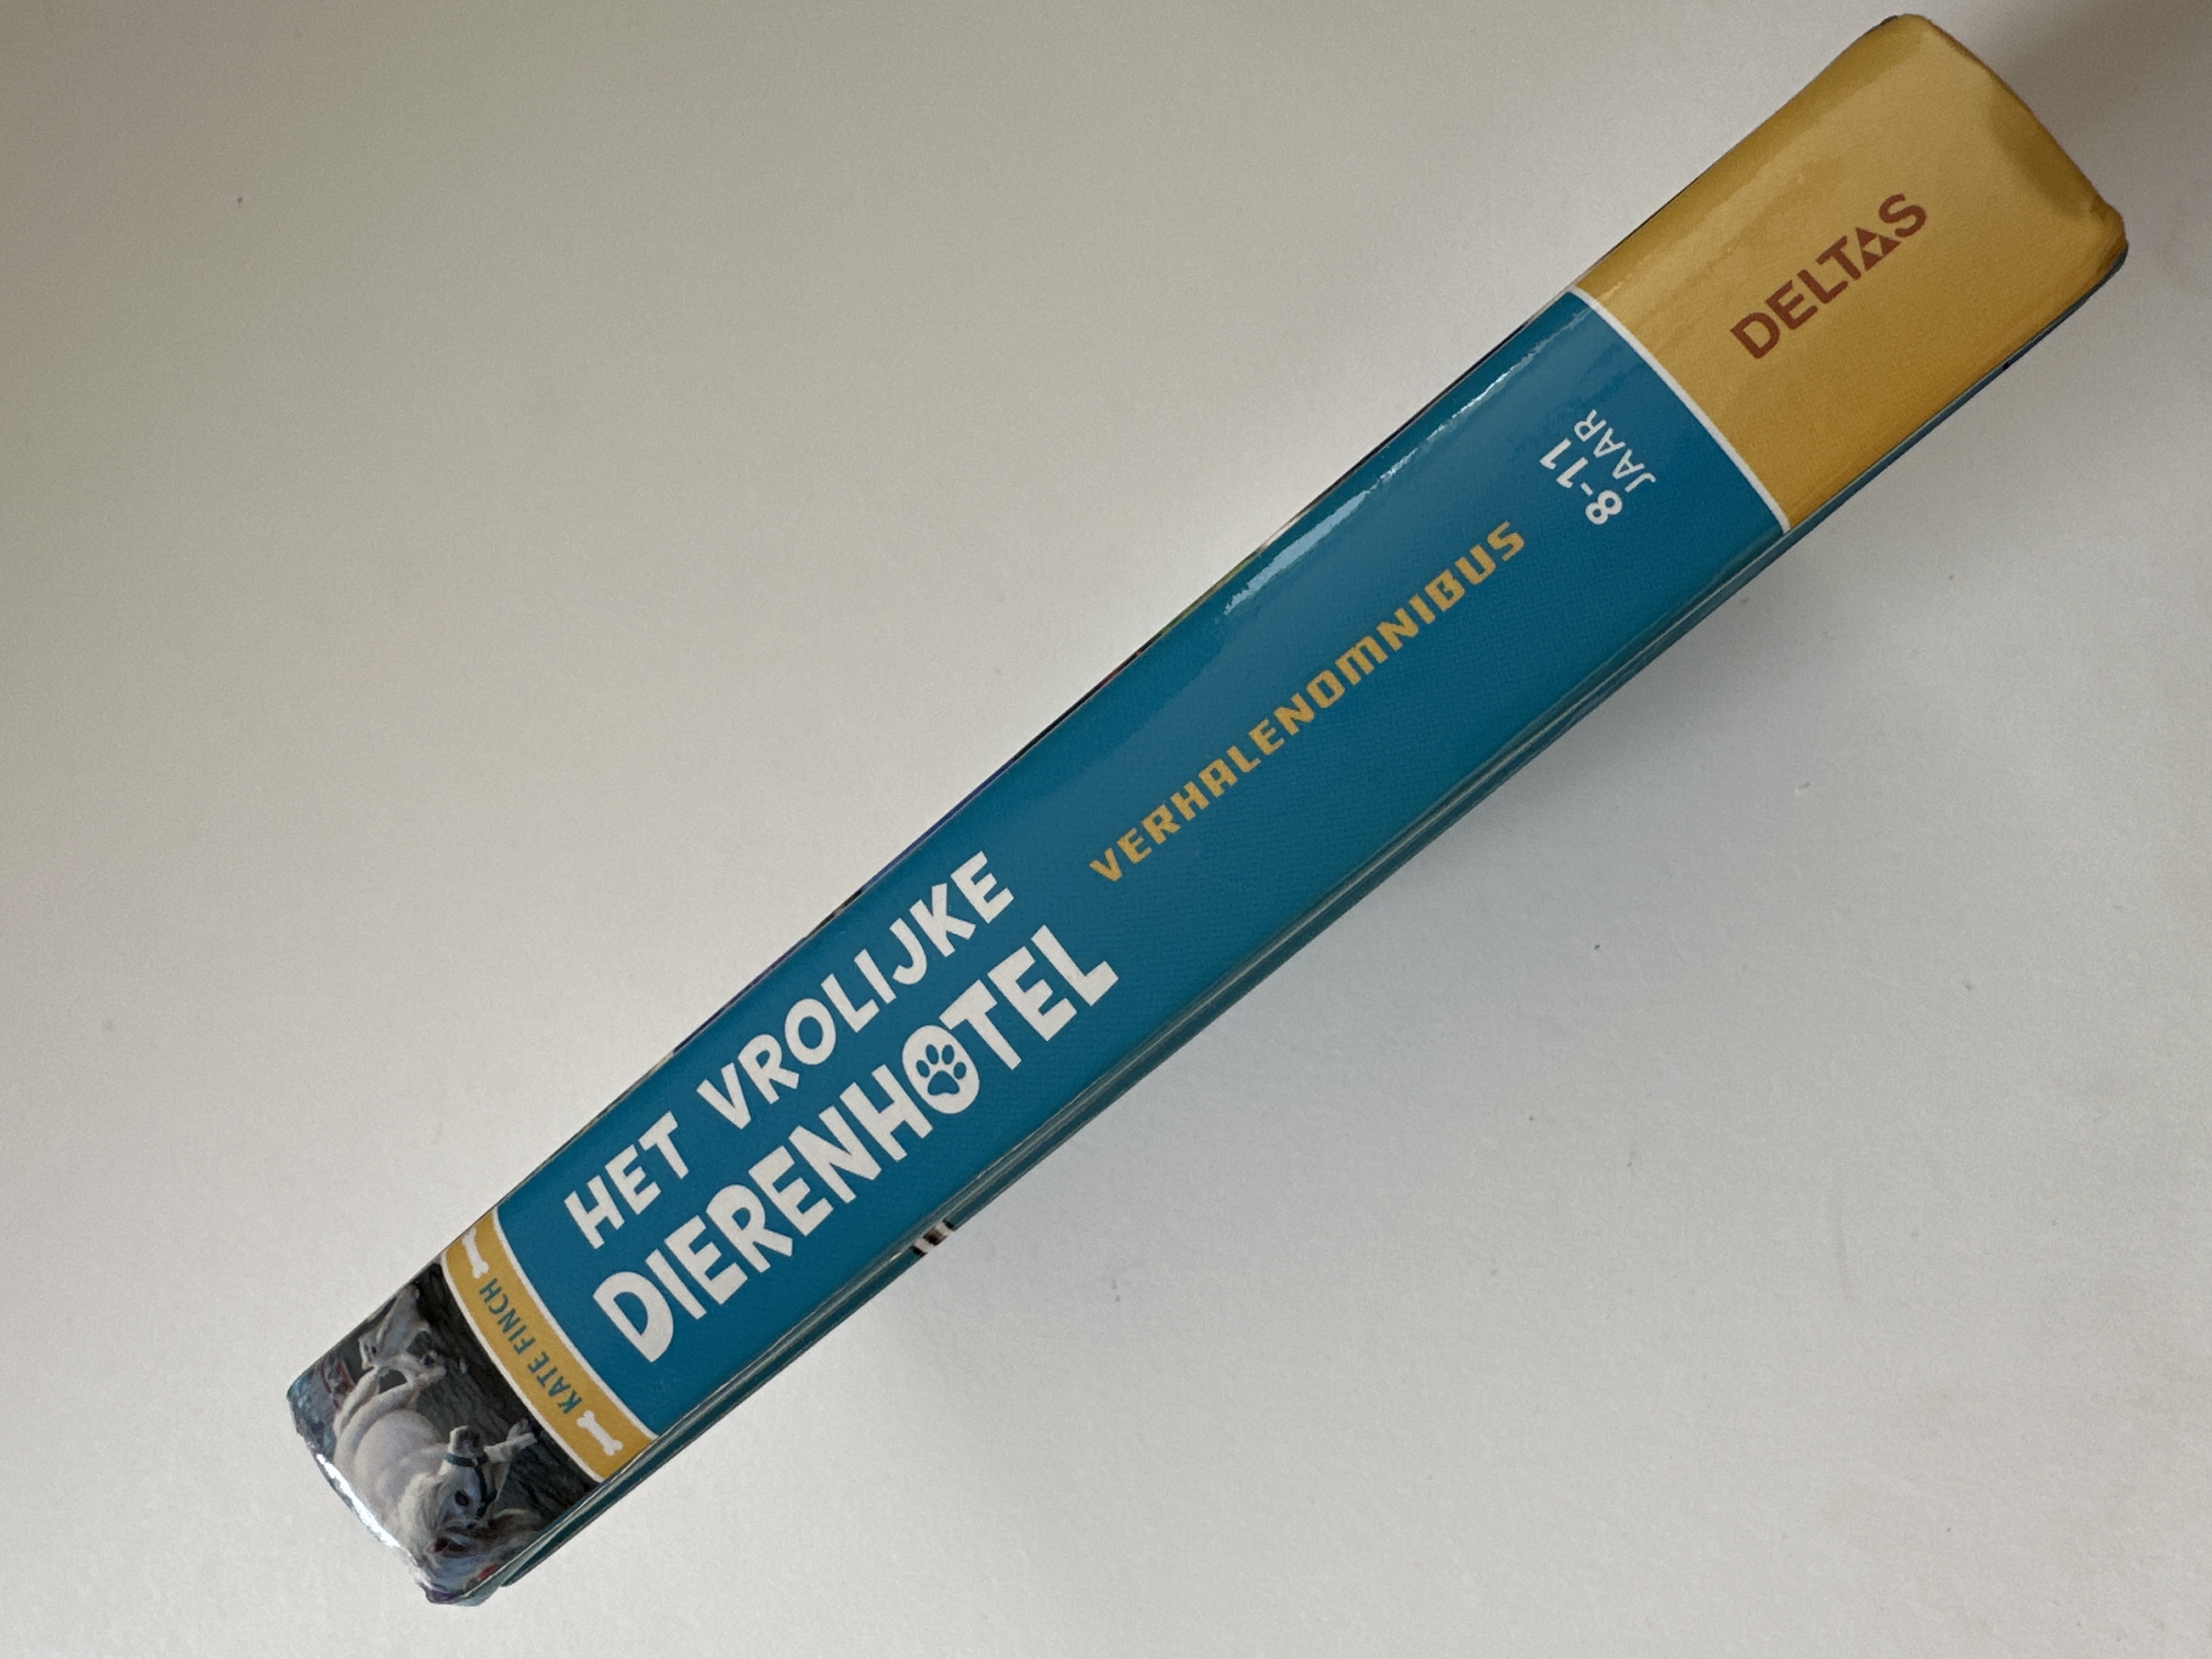 KATE FINCH
HET VROLIJKE
DIERENHOTEL
VERHALENOMNIBUS
8-11
JAAR
DELTAS